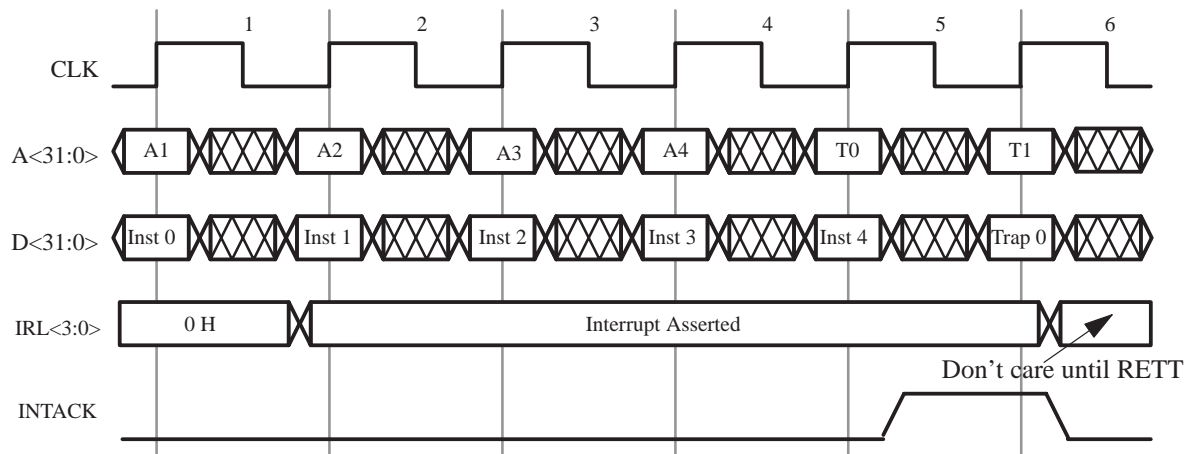 1 2 3 4 5 6
CLK
A<31:0> A1 A2 A3 A4 T0 T1
D<31:0> Inst 0 Inst 1 Inst 2 Inst 3 Inst 4 Trap 0
IRL<3:0> 0 H Interrupt Asserted
Don’t care until RETT
INTACK